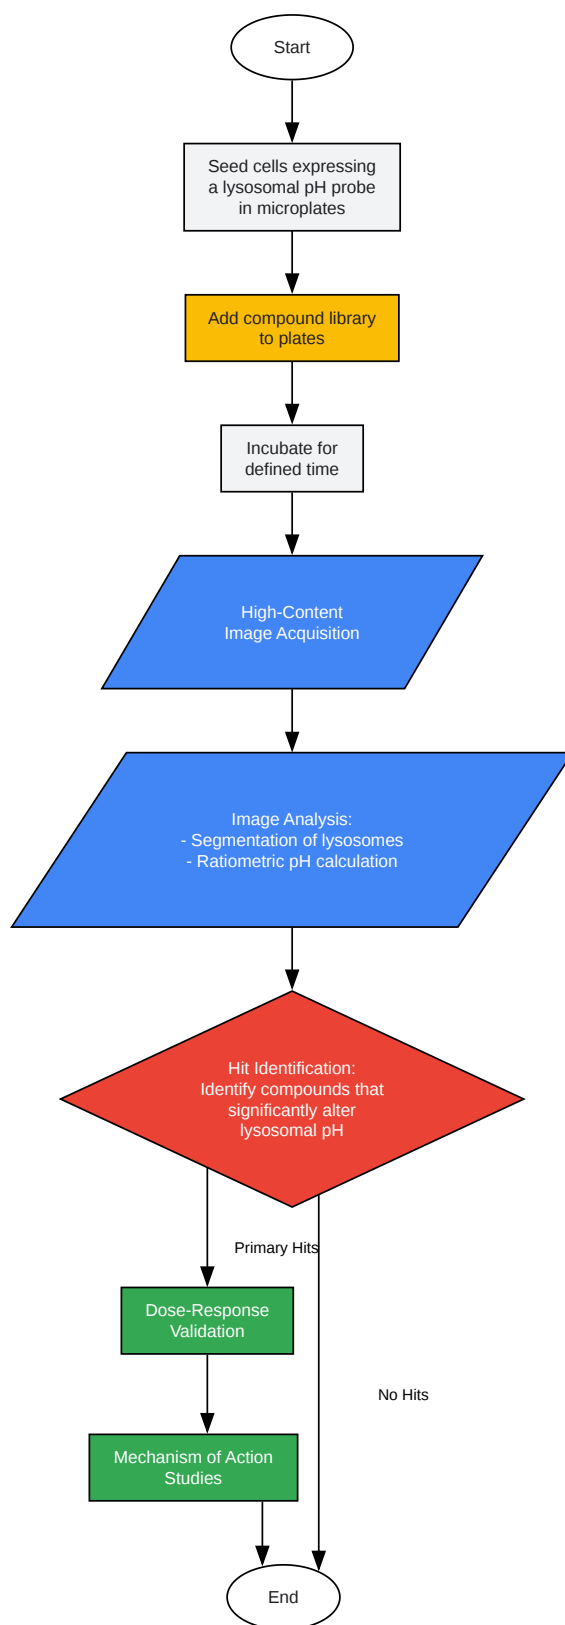 Start
Seed cells expressing
a lysosomal pH probe
in microplates
Add compound library
to plates
Incubate for
defined time
High-Content
Image Acquisition
Image Analysis:
- Segmentation of lysosomes
- Ratiometric pH calculation
Hit Identification:
Identify compounds that
significantly alter
lysosomal pH
Primary Hits
Dose-Response
Validation
No Hits
Mechanism of Action
Studies
End